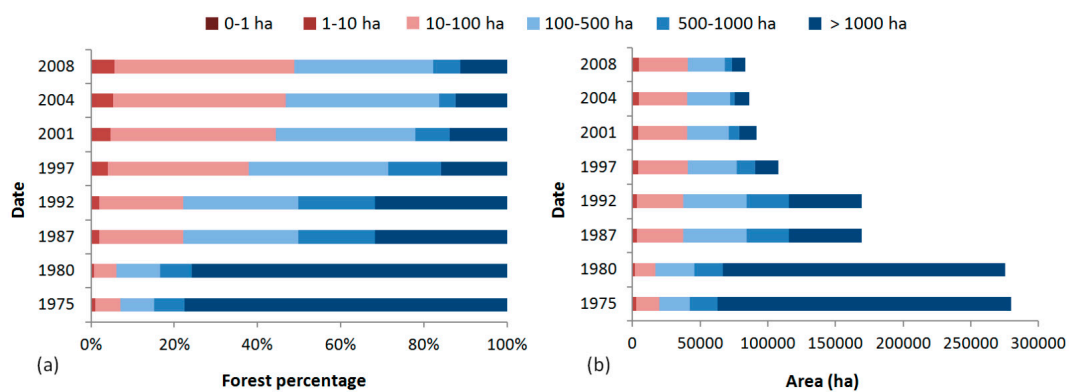 0-1 ha 1-10 ha 10-100 ha 100-500 ha 500-1000 ha > 1000 ha
Date
2008
2004
2001
1997
1992
1987
1980
1975
0% 20% 40% 60% 80% 100%
(a)
Forest percentage
Date
2008
2004
2001
1997
1992
1987
1980
1975
0 50000 100000 150000 200000 250000 300000
(b)
Area (ha)